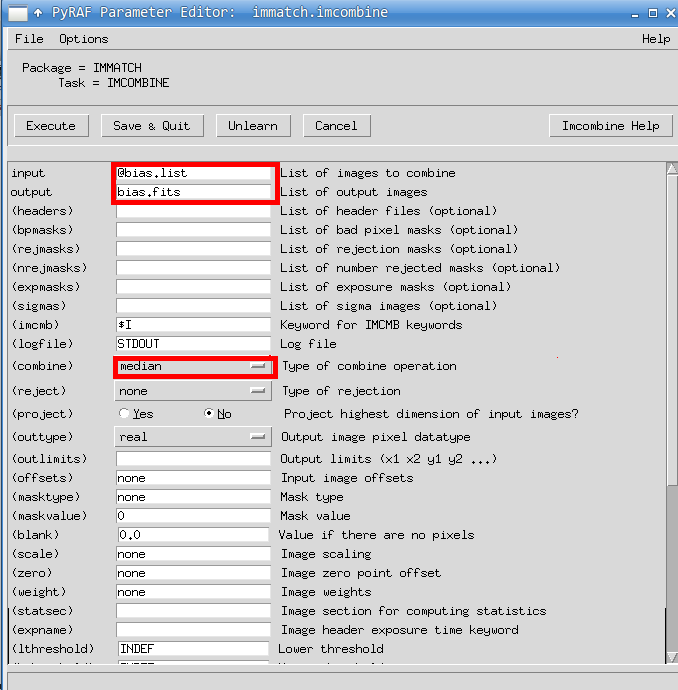 PyRAF Parameter Editor:  immatch.imcombine
File Options Help
Package = IMMATCH
Task = IMCOMBINE
Execute Save & Quit Unlearn Cancel Imcombine Help
input @bias.list List of images to combine
output bias.fits List of output images
(headers) List of header files (optional)
(bpmasks) List of bad pixel masks (optional)
(rejmasks) List of rejection masks (optional)
(nrejmasks) List of number rejected masks (optional)
(expmasks) List of exposure masks (optional)
(sigmas) List of sigma images (optional)
(imcmb) $I Keyword for IMCMB keywords
(logfile) STDOUT Log file
(combine) median Type of combine operation
(reject) none Type of rejection
(project) Yes No Project highest dimension of input images?
(outtype) real Output image pixel datatype
(outlimits) Output limits (x1 x2 y1 y2 ...)
(offsets) none Input image offsets
(masktype) none Mask type
(maskvalue) 0 Mask value
(blank) 0.0 Value if there are no pixels
(scale) none Image scaling
(zero) none Image zero point offset
(weight) none Image weights
(statsec) Image section for computing statistics
(expname) Image header exposure time keyword
(lthreshold) INDEF Lower threshold